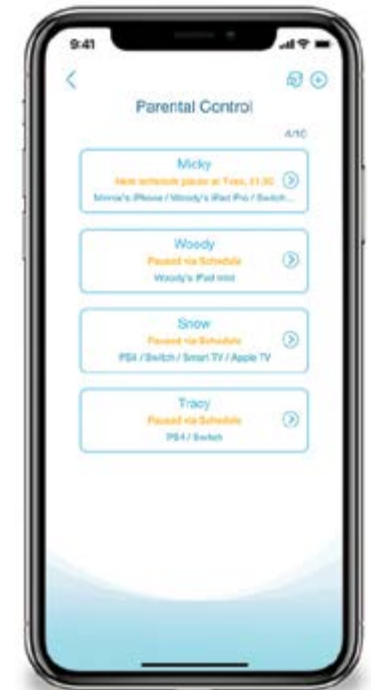 9:41
Parental Control
4/10
Micky
Next schedule pause at Tues, 21:30
Minnie's iPhone / Woody's iPad Pro / Switch...
Woody
Paused via Schedule
Woody's iPad mini
Snow
Paused via Schedule
PS4 / Switch / Smart TV / Apple TV
Tracy
Paused via Schedule
PS4 / Switch